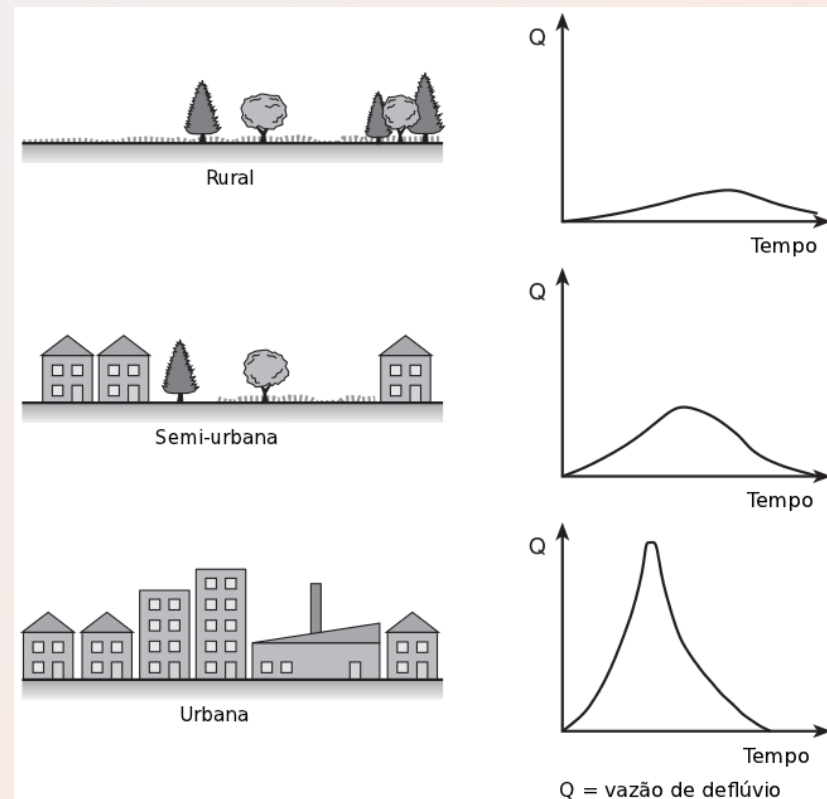 Q
Rural
Tempo
Q
Semi-urbana
Tempo
Q
Urbana
Tempo
Q = vazão de deflúvio